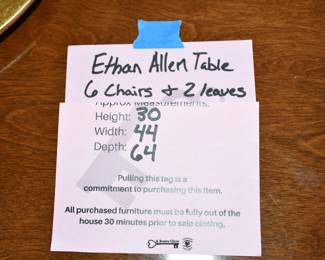 Ethan Allen Table
6 Chairs & 2 leaves
Approx Measurements:
Height: 30
Width: 44
Depth: 64
Pulling this tag is a
commitment to purchasing this item.
All purchased furniture must be fully out of the
house 30 minutes prior to sale closing.